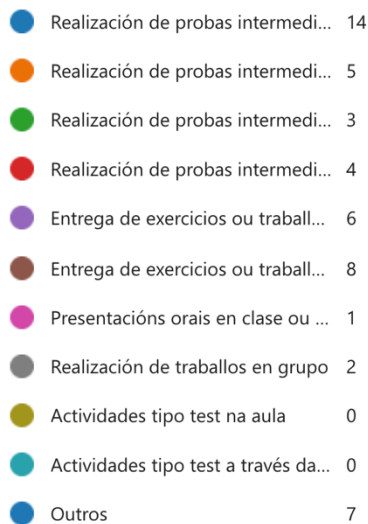 Realización de probas intermedi... 14
Realización de probas intermedi... 5
Realización de probas intermedi... 3
Realización de probas intermedi... 4
Entrega de exercicios ou traball... 6
Entrega de exercicios ou traball... 8
Presentacións orais en clase ou ... 1
Realización de traballos en grupo 2
Actividades tipo test na aula 0
Actividades tipo test a través da... 0
Outros 7